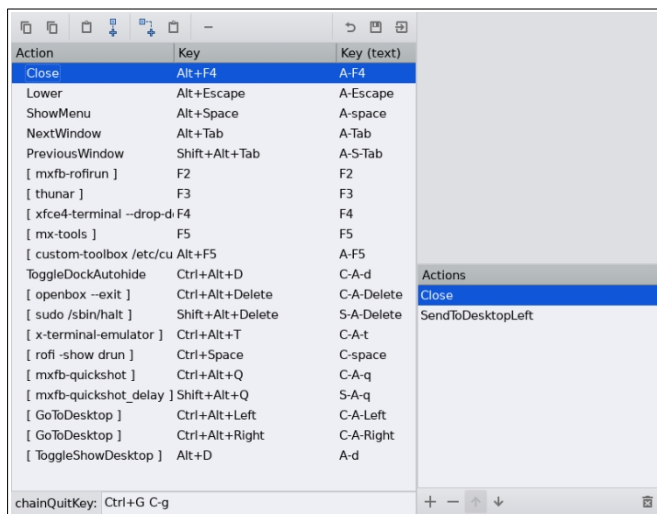 Action Key Key (text)
Close Alt+F4 A-F4
Lower Alt+Escape A-Escape
ShowMenu Alt+Space A-space
NextWindow Alt+Tab A-Tab
PreviousWindow Shift+Alt+Tab A-S-Tab
[ mxfb-rofirun ] F2 F2
[ thunar ] F3 F3
[ xfce4-terminal --drop-d F4 F4
[ mx-tools ] F5 F5
[ custom-toolbox /etc/cu Alt+F5 A-F5
ToggleDockAutohide Ctrl+Alt+D C-A-d
[ openbox --exit ] Ctrl+Alt+Delete C-A-Delete
[ sudo /sbin/halt ] Shift+Alt+Delete S-A-Delete
[ x-terminal-emulator ] Ctrl+Alt+T C-A-t
[ rofi -show drun ] Ctrl+Space C-space
[ mxfb-quickshot ] Ctrl+Alt+Q C-A-q
[ mxfb-quickshot_delay ] Shift+Alt+Q S-A-q
[ GoToDesktop ] Ctrl+Alt+Left C-A-Left
[ GoToDesktop ] Ctrl+Alt+Right C-A-Right
[ ToggleShowDesktop ] Alt+D A-d
chainQuitKey: Ctrl+G C-g
Actions
Close
SendToDesktopLeft